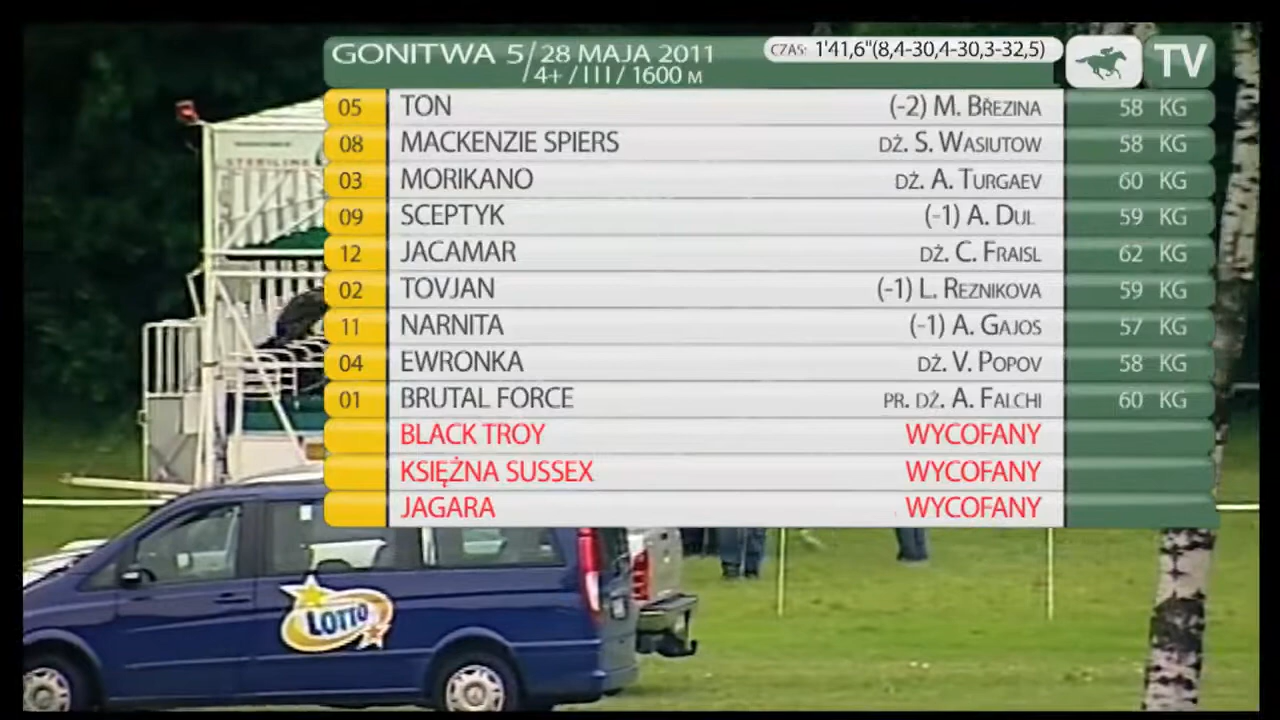 GONITWA 5/28 MAJA 2011
4+/III/1600 M
CZAS: 1'41,6"(8,4-30,4-30,3-32,5)
TV
05 TON (-2) M. BŘEZINA 58 KG
08 MACKENZIE SPIERS DŻ. S. WASIUTOW 58 KG
03 MORIKANO DŻ. A. TURGAEV 60 KG
09 SCEPTYK (-1) A. DUL 59 KG
12 JACAMAR DŻ. C. FRAISL 62 KG
02 TOVJAN (-1) L. REZNIKOVA 59 KG
11 NARNITA (-1) A. GAJOS 57 KG
04 EWRONKA DŻ. V. POPOV 58 KG
01 BRUTAL FORCE PR. DŻ. A. FALCHI 60 KG
BLACK TROY WYCOFANY
KSIĘŻNA SUSSEX WYCOFANY
JAGARA WYCOFANY
STERILINE
LOTTO